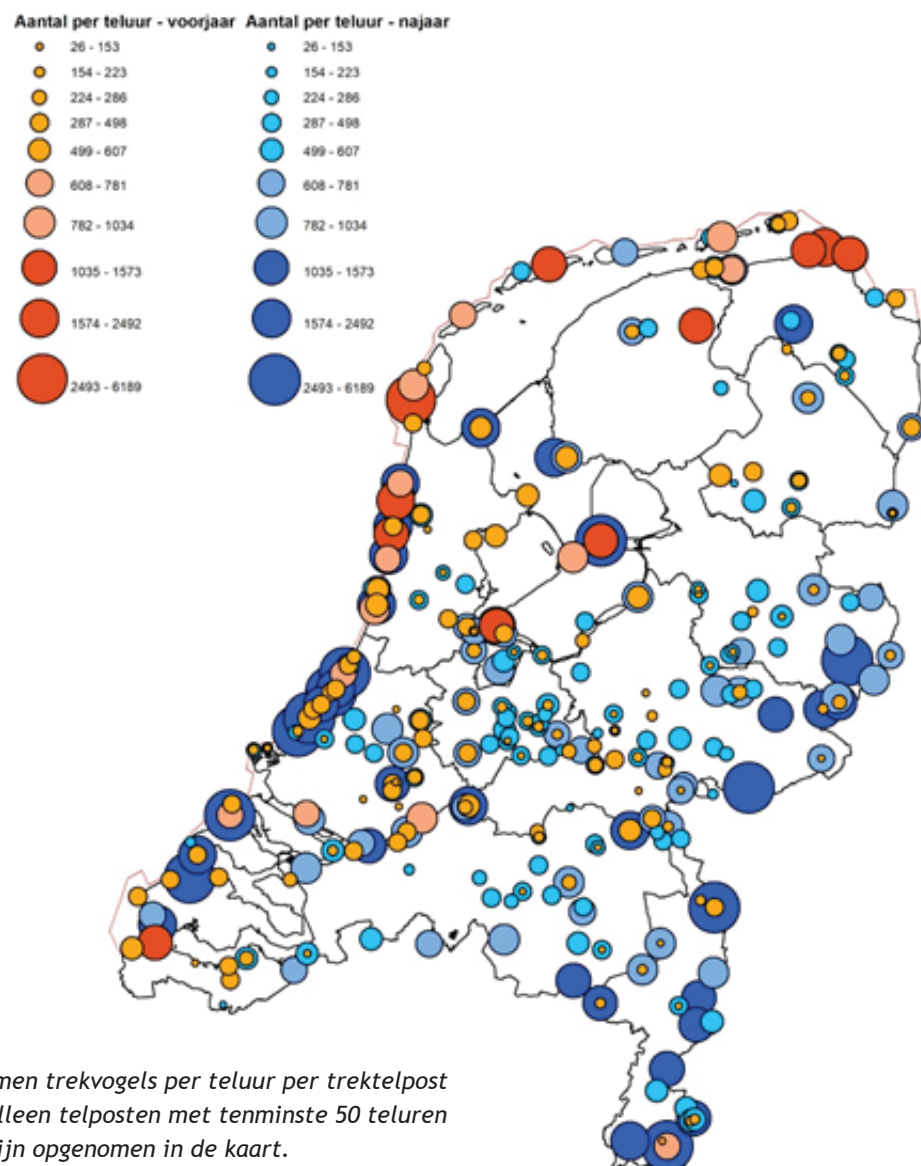 Aantal per teluur - voorjaar Aantal per teluur - najaar
26 - 153 26 - 153
154 - 223 154 - 223
224 - 286 224 - 286
287 - 498 287 - 498
499 - 607 499 - 607
608 - 781 608 - 781
782 - 1034 782 - 1034
1035 - 1573 1035 - 1573
1574 - 2492 1574 - 2492
2493 - 6189 2493 - 6189
men trekvogels per teluur per trektelpost
lleen telposten met tenminste 50 teluren
ijn opgenomen in de kaart.